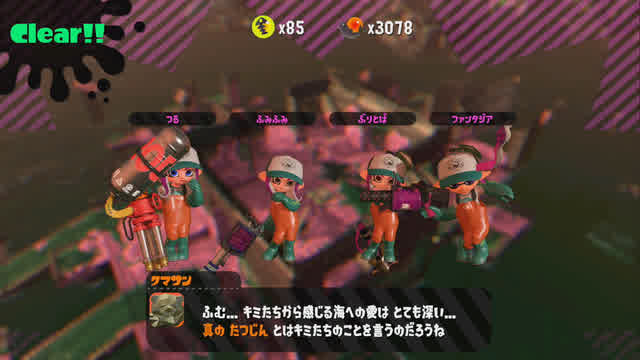 Clear!!
x85
x3078
つる
ふみふみ
ぷりとは
ファンタジア
クマサン
ふむ… キミたちから感じる海への愛は とても深い…
真の たつじん とはキミたちのことを言うのだろうね